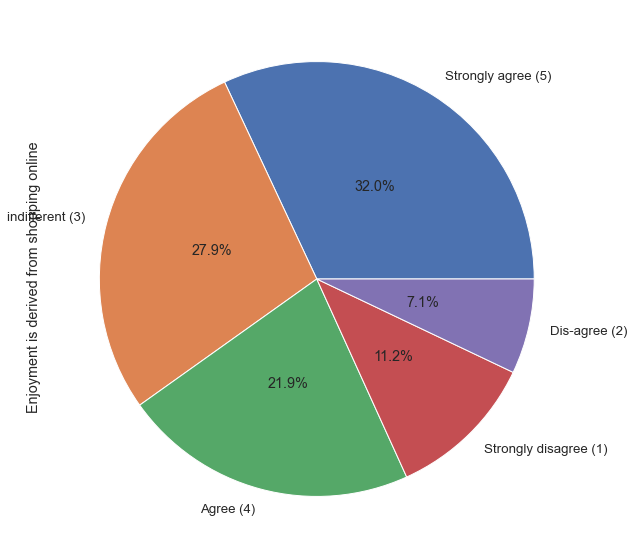 Strongly agree (5)
32.0%
indifferent (3)
27.9%
Enjoyment is derived from shopping online
7.1%
Dis-agree (2)
11.2%
21.9%
Strongly disagree (1)
Agree (4)